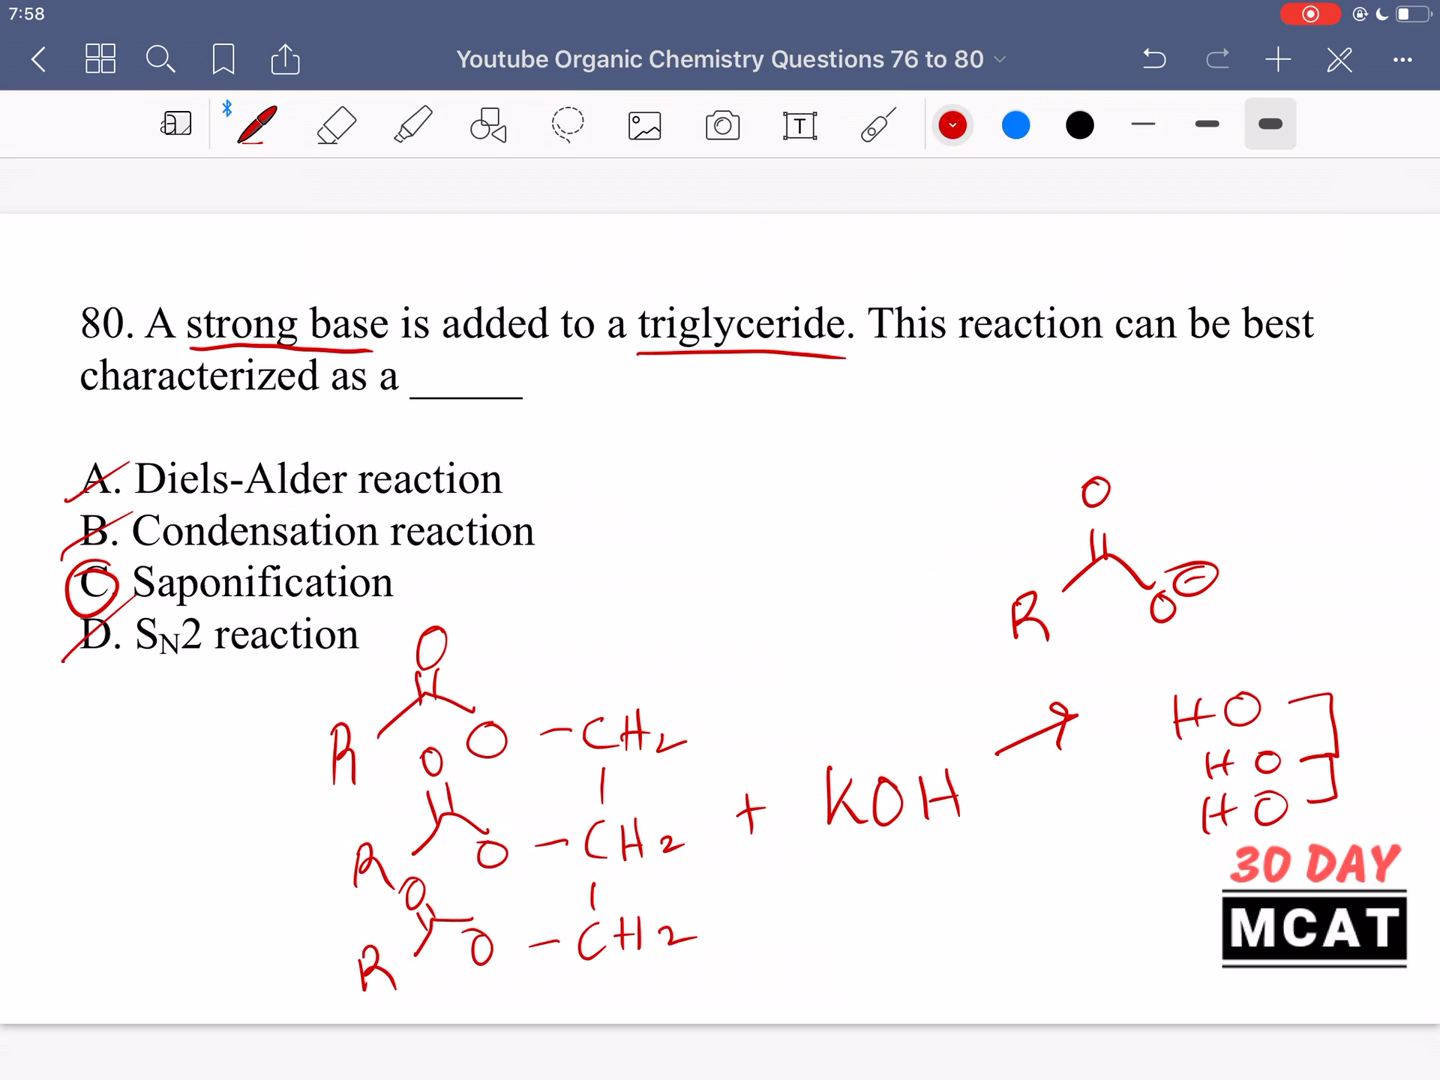 7:58
Youtube Organic Chemistry Questions 76 to 80
T
80. A strong base is added to a triglyceride. This reaction can be best
characterized as a ______
A. Diels-Alder reaction
B. Condensation reaction
C. Saponification
D. SN2 reaction
O
R O⊖
O
R O – CH2
O
R O – CH2
O
R O – CH2
+ KOH →
HO
HO
HO
30 DAY
MCAT